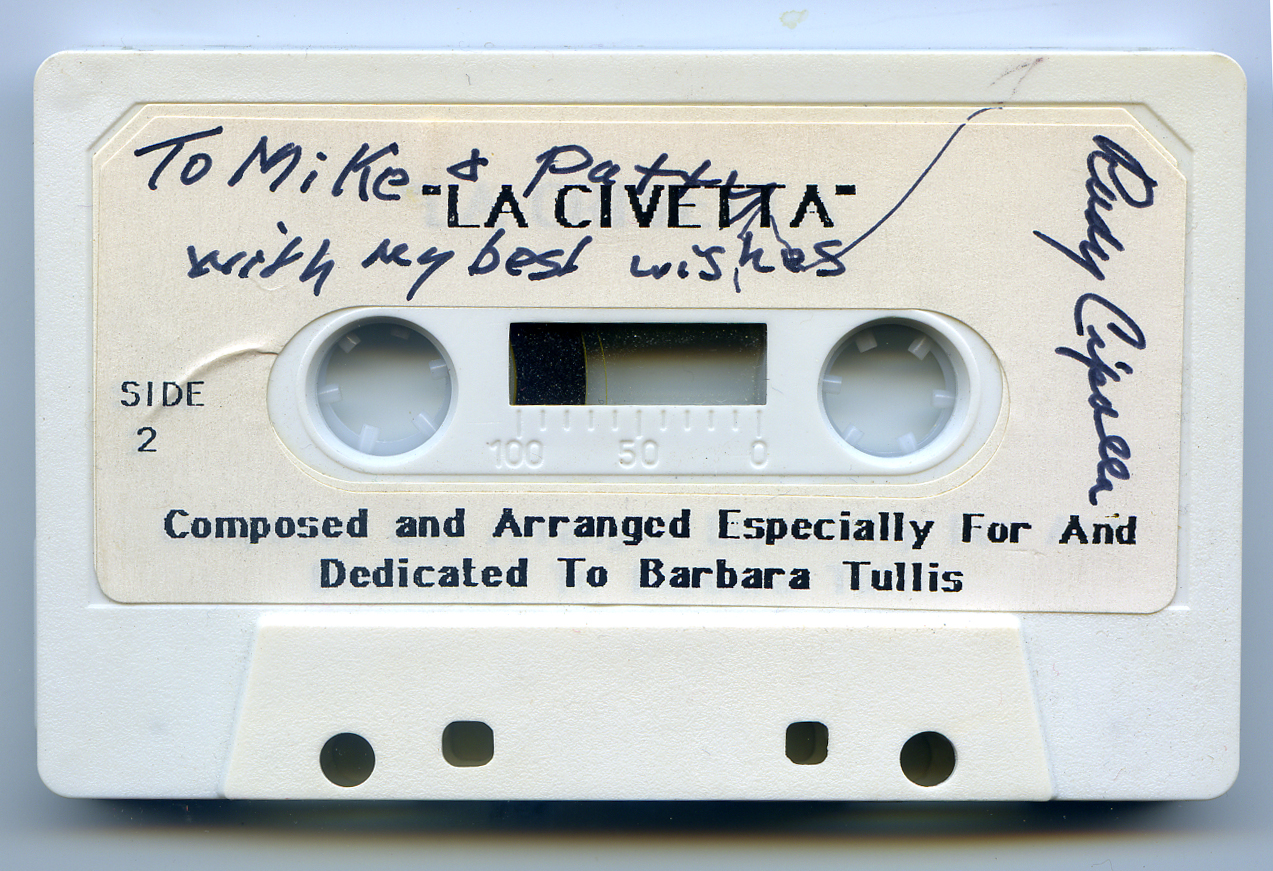 To Mike & Patty
"LA CIVETTA"
with my best wishes
Rudy Cipolla
SIDE
2
100 50 0
Composed and Arranged Especially For And
Dedicated To Barbara Tullis